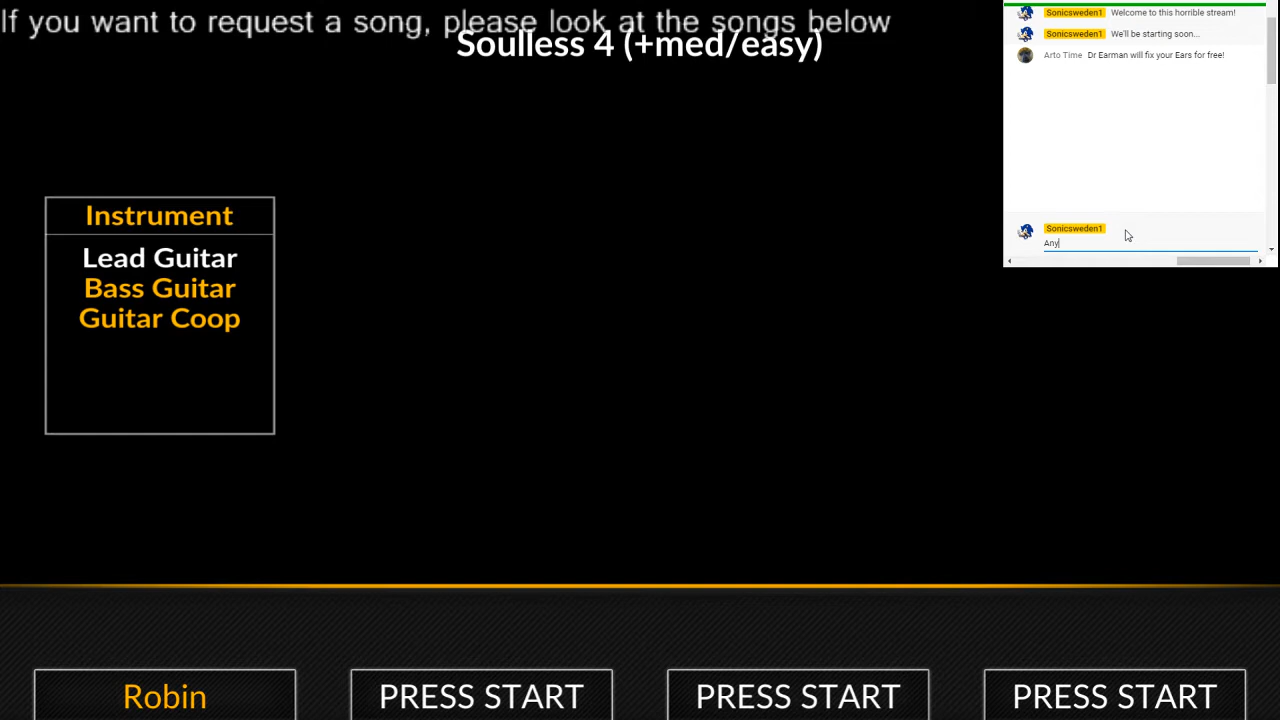 If you want to request a song, please look at the songs below
Soulless 4 (+med/easy)
Sonicsweden1 Welcome to this horrible stream!
Sonicsweden1 We'll be starting soon...
Arto Time Dr Earman will fix your Ears for free!
Sonicsweden1
Any
Instrument
Lead Guitar
Bass Guitar
Guitar Coop
Robin
PRESS START
PRESS START
PRESS START